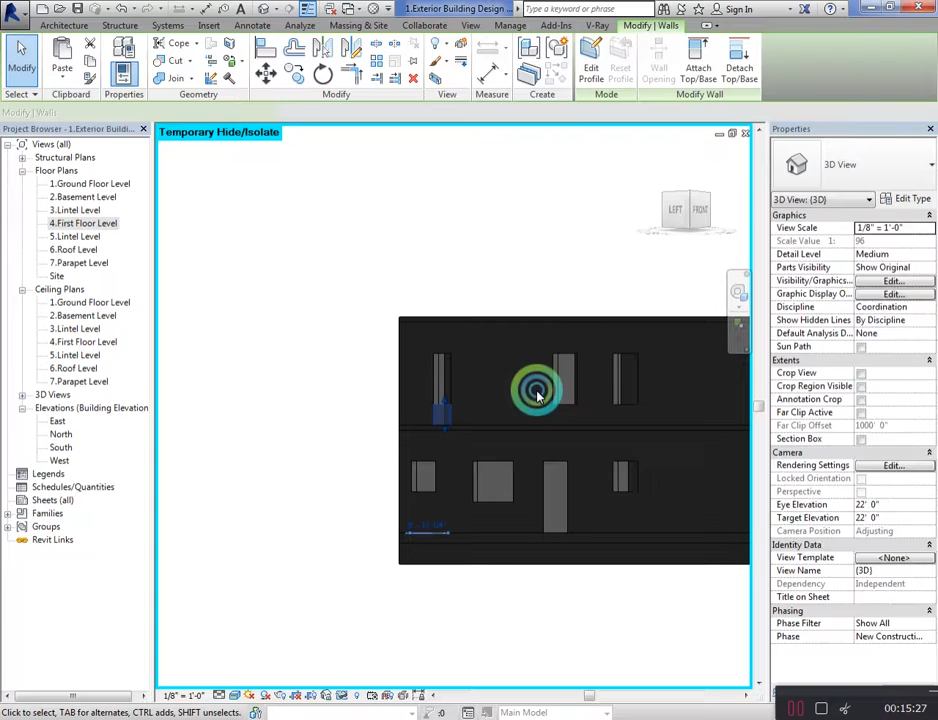 1.Exterior Building Design...
Sign In
Architecture Structure Systems Insert Annotate Analyze Massing & Site Collaborate View Manage Add-Ins V-Ray Modify | Walls
Modify
Paste
Cope
Cut
Join
Edit Profile
Reset Profile
Wall Opening
Attach Top/Base
Detach Top/Base
Select Properties Clipboard Geometry Modify View Measure Create Mode Modify Wall
Modify | Walls
Project Browser - 1.Exterior Buildi...
Views (all)
Structural Plans
Floor Plans
1.Ground Floor Level
2.Basement Level
3.Lintel Level
4.First Floor Level
5.Lintel Level
6.Roof Level
7.Parapet Level
Site
Ceiling Plans
1.Ground Floor Level
2.Basement Level
3.Lintel Level
4.First Floor Level
5.Lintel Level
6.Roof Level
7.Parapet Level
3D Views
Elevations (Building Elevation
East
North
South
West
Legends
Schedules/Quantities
Sheets (all)
Families
Groups
Revit Links
Temporary Hide/Isolate
LEFT FRONT
1/8" = 1'-0"
Properties
3D View
3D View: {3D} Edit Type
Graphics
View Scale 1/8" = 1'-0"
Scale Value 1: 96
Detail Level Medium
Parts Visibility Show Original
Visibility/Graphics... Edit...
Graphic Display O... Edit...
Discipline Coordination
Show Hidden Lines By Discipline
Default Analysis D... None
Sun Path
Extents
Crop View
Crop Region Visible
Annotation Crop
Far Clip Active
Far Clip Offset 1000' 0"
Section Box
Camera
Rendering Settings Edit...
Locked Orientation
Perspective
Eye Elevation 22' 0"
Target Elevation 22' 0"
Camera Position Adjusting
Identity Data
View Template <None>
View Name {3D}
Dependency Independent
Title on Sheet
Phasing
Phase Filter Show All
Phase New Constructi...
Click to select, TAB for alternates, CTRL adds, SHIFT unselects.
:0
Main Model
00:15:27